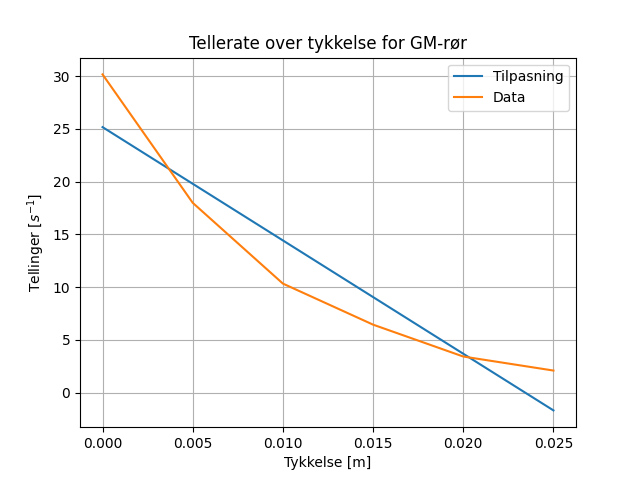 Tellerate over tykkelse for GM-rør
Tilpasning
Data
Tellinger [s⁻¹]
30
25
20
15
10
5
0
0.000 0.005 0.010 0.015 0.020 0.025
Tykkelse [m]